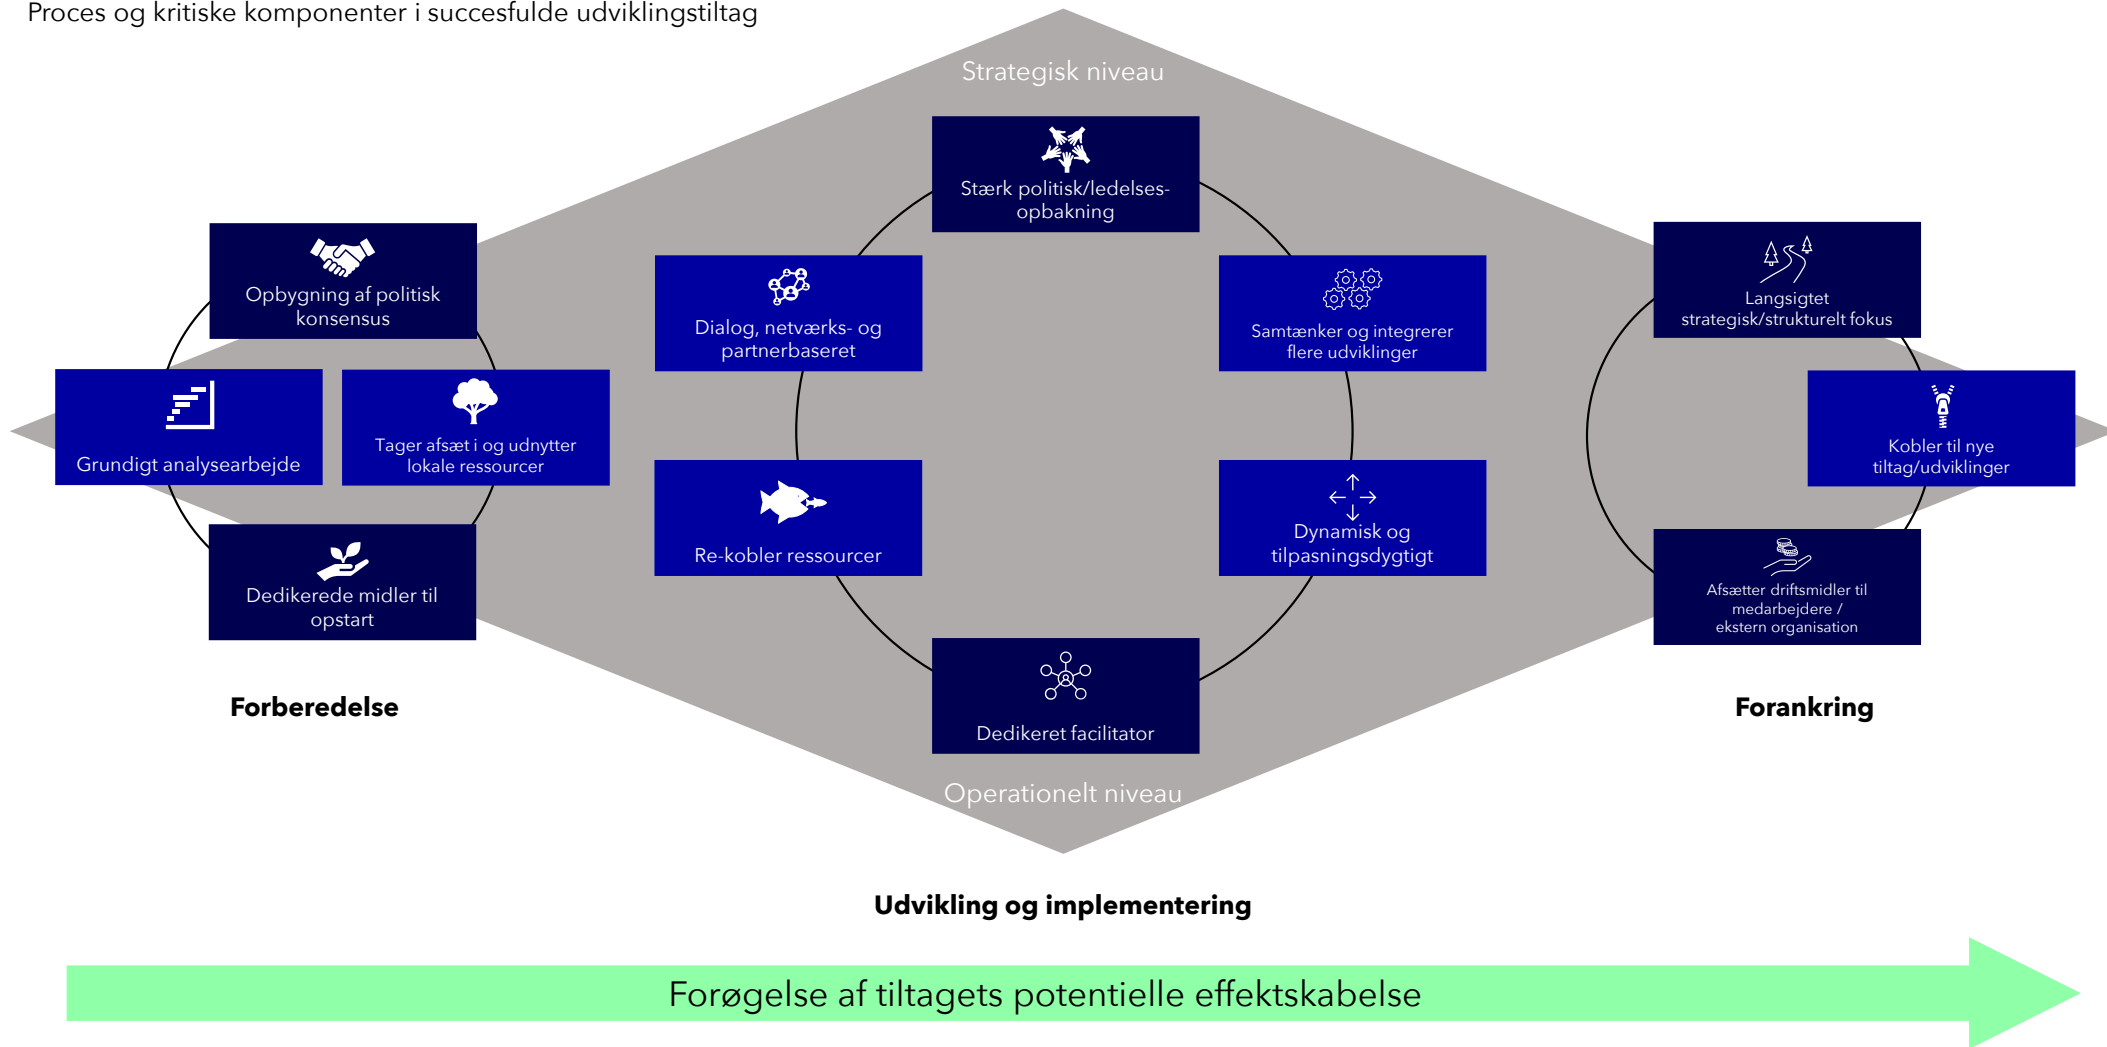 Proces og kritiske komponenter i succesfulde udviklingstiltag
Strategisk niveau
Opbygning af politisk
konsensus
Grundigt analysearbejde
Tager afsæt i og udnytter
lokale ressourcer
Dedikerede midler til
opstart
Forberedelse
Stærk politisk/ledelses-
opbakning
Dialog, netværks- og
partnerbaseret
Samtænker og integrerer
flere udviklinger
Re-kobler ressourcer
Dynamisk og
tilpasningsdygtigt
Dedikeret facilitator
Operationelt niveau
Udvikling og implementering
Langsigtet
strategisk/strukturelt fokus
Kobler til nye
tiltag/udviklinger
Afsætter driftsmidler til
medarbejdere /
ekstern organisation
Forankring
Forøgelse af tiltagets potentielle effektskabelse